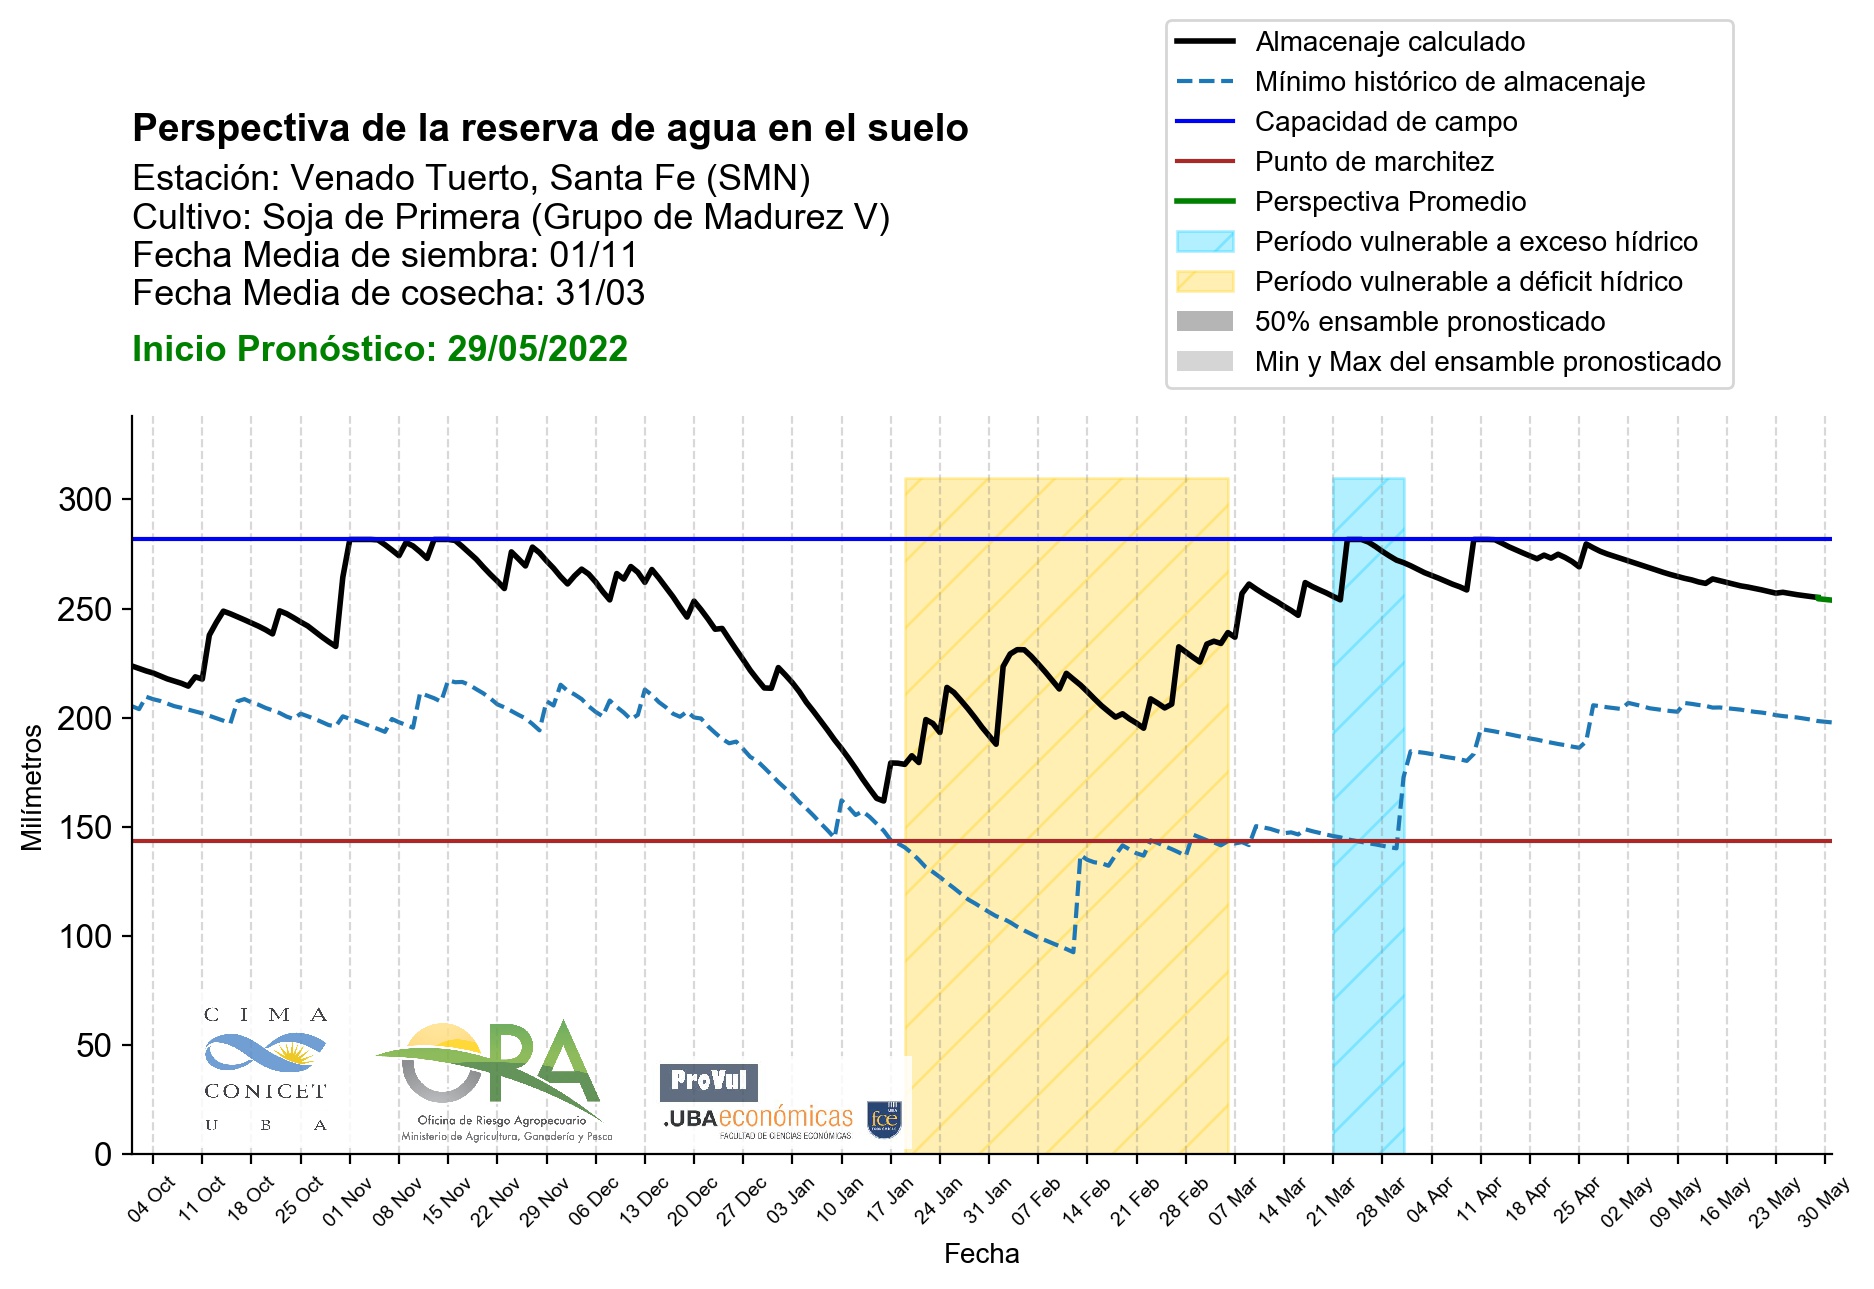 Almacenaje calculado
Mínimo histórico de almacenaje
Capacidad de campo
Punto de marchitez
Perspectiva Promedio
Período vulnerable a exceso hídrico
Período vulnerable a déficit hídrico
50% ensamble pronosticado
Min y Max del ensamble pronosticado
Perspectiva de la reserva de agua en el suelo
Estación: Venado Tuerto, Santa Fe (SMN)
Cultivo: Soja de Primera (Grupo de Madurez V)
Fecha Media de siembra: 01/11
Fecha Media de cosecha: 31/03
Inicio Pronóstico: 29/05/2022
Milímetros
300
250
200
150
100
50
0
CIMA
CONICET
UBA
ORA
Oficina de Riesgo Agropecuario
Ministerio de Agricultura, Ganadería y Pesca
ProVul
.UBAeconómicas
FACULTAD DE CIENCIAS ECONÓMICAS
UBA
fce
ECONÓMICAS
04 Oct
11 Oct
18 Oct
25 Oct
01 Nov
08 Nov
15 Nov
22 Nov
29 Nov
06 Dec
13 Dec
20 Dec
27 Dec
03 Jan
10 Jan
17 Jan
24 Jan
31 Jan
07 Feb
14 Feb
21 Feb
28 Feb
07 Mar
14 Mar
21 Mar
28 Mar
04 Apr
11 Apr
18 Apr
25 Apr
02 May
09 May
16 May
23 May
30 May
Fecha